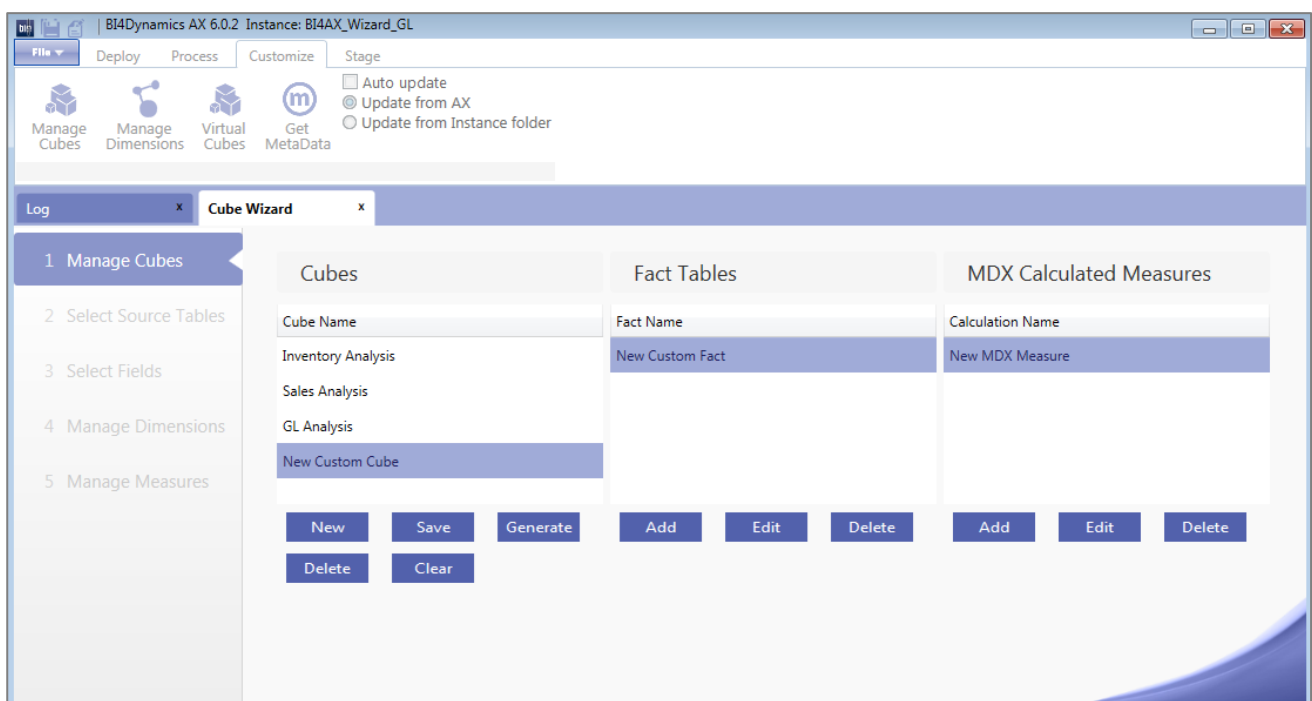 bi4 | BI4Dynamics AX 6.0.2 Instance: BI4AX_Wizard_GL
File Deploy Process Customize Stage
Auto update
Update from AX
Update from Instance folder
Manage Cubes
Manage Dimensions
Virtual Cubes
m
Get MetaData
Log x Cube Wizard x
1 Manage Cubes
2 Select Source Tables
3 Select Fields
4 Manage Dimensions
5 Manage Measures
Cubes
Cube Name
Inventory Analysis
Sales Analysis
GL Analysis
New Custom Cube
New Save Generate
Delete Clear
Fact Tables
Fact Name
New Custom Fact
Add Edit Delete
MDX Calculated Measures
Calculation Name
New MDX Measure
Add Edit Delete